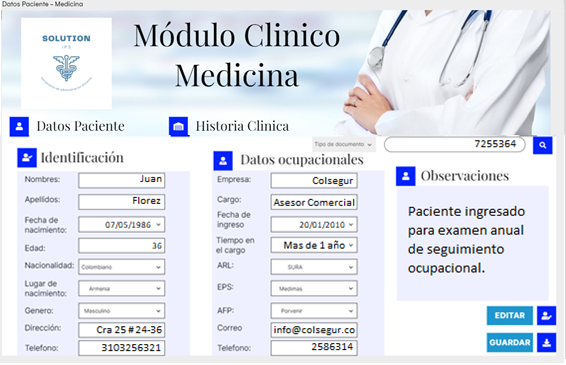 Datos Paciente – Medicina
SOLUTION
IPS
Módulo Clinico
Medicina
Datos Paciente
Historia Clinica
Tipo de documento
7255364
Identificación
Nombres: Juan
Apellidos: Florez
Fecha de
nacimiento: 07/05/1986
Edad: 36
Nacionalidad: Colombiano
Lugar de
nacimiento: Armenia
Genero: Masculino
Dirección: Cra 25 # 24-36
Telefono: 3103256321
Datos ocupacionales
Empresa: Colsegur
Cargo: Asesor Comercial
Fecha de
ingreso 20/01/2010
Tiempo en
el cargo Mas de 1 año
ARL: SURA
EPS: Medimas
AFP: Porvenir
Correo info@colsegur.co
Telefono: 2586314
Observaciones
Paciente ingresado
para examen anual
de seguimiento
ocupacional.
EDITAR
GUARDAR